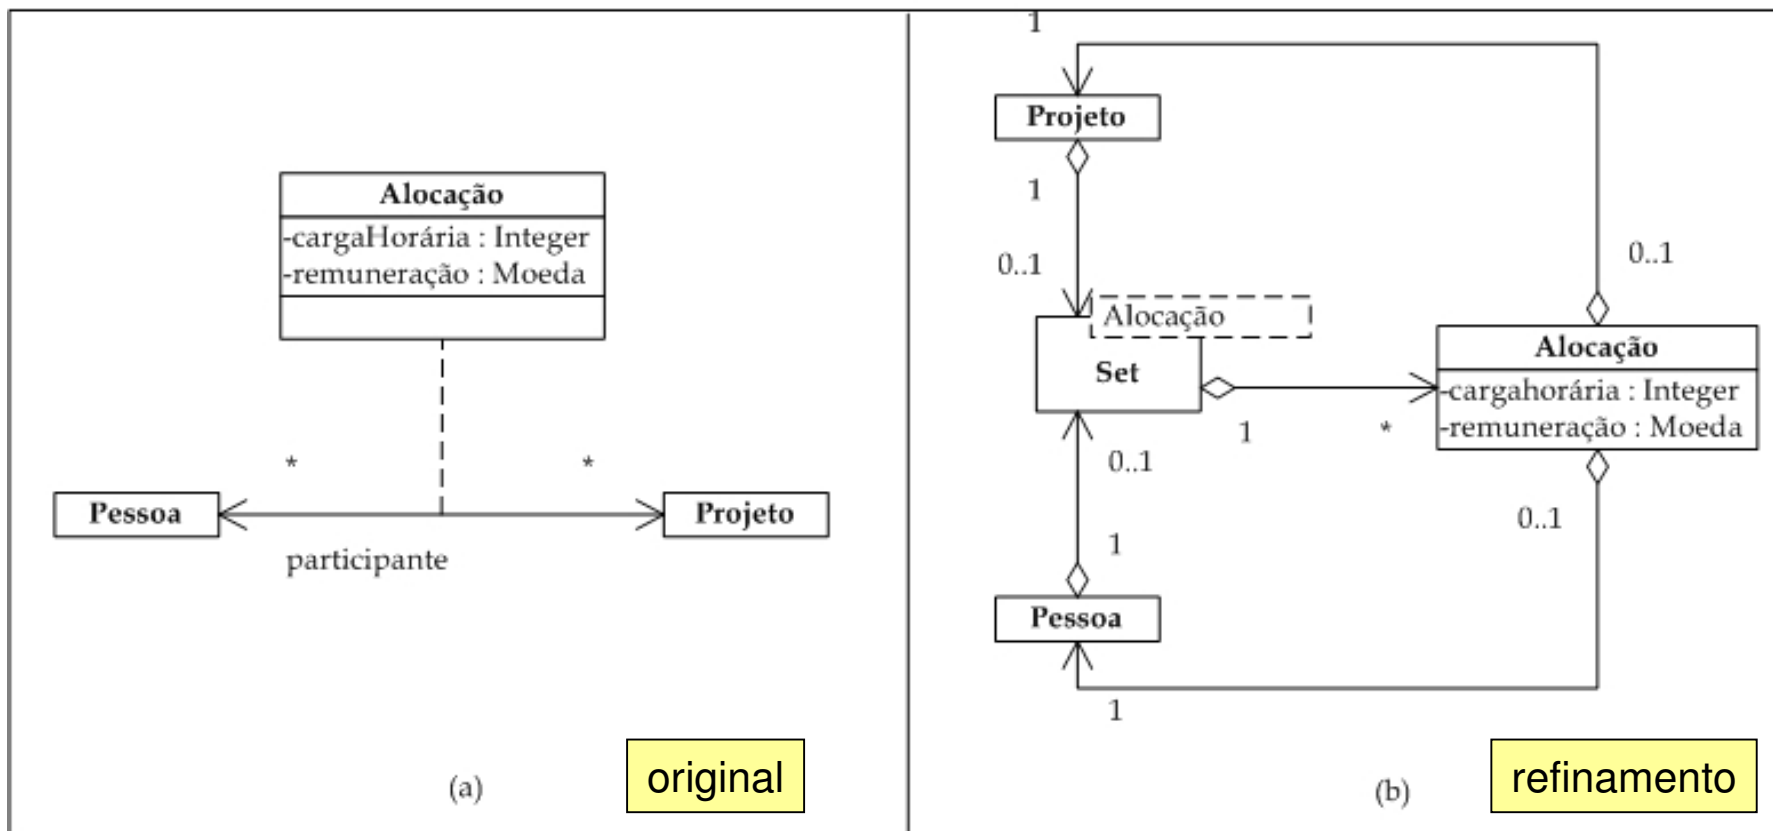 Alocação
-cargaHorária : Integer
-remuneração : Moeda
*
*
Pessoa
Projeto
participante
(a)
original
1
Projeto
1
0..1
0..1
Alocação
Set
Alocação
-cargahorária : Integer
-remuneração : Moeda
1
*
0..1
0..1
1
Pessoa
1
(b)
refinamento